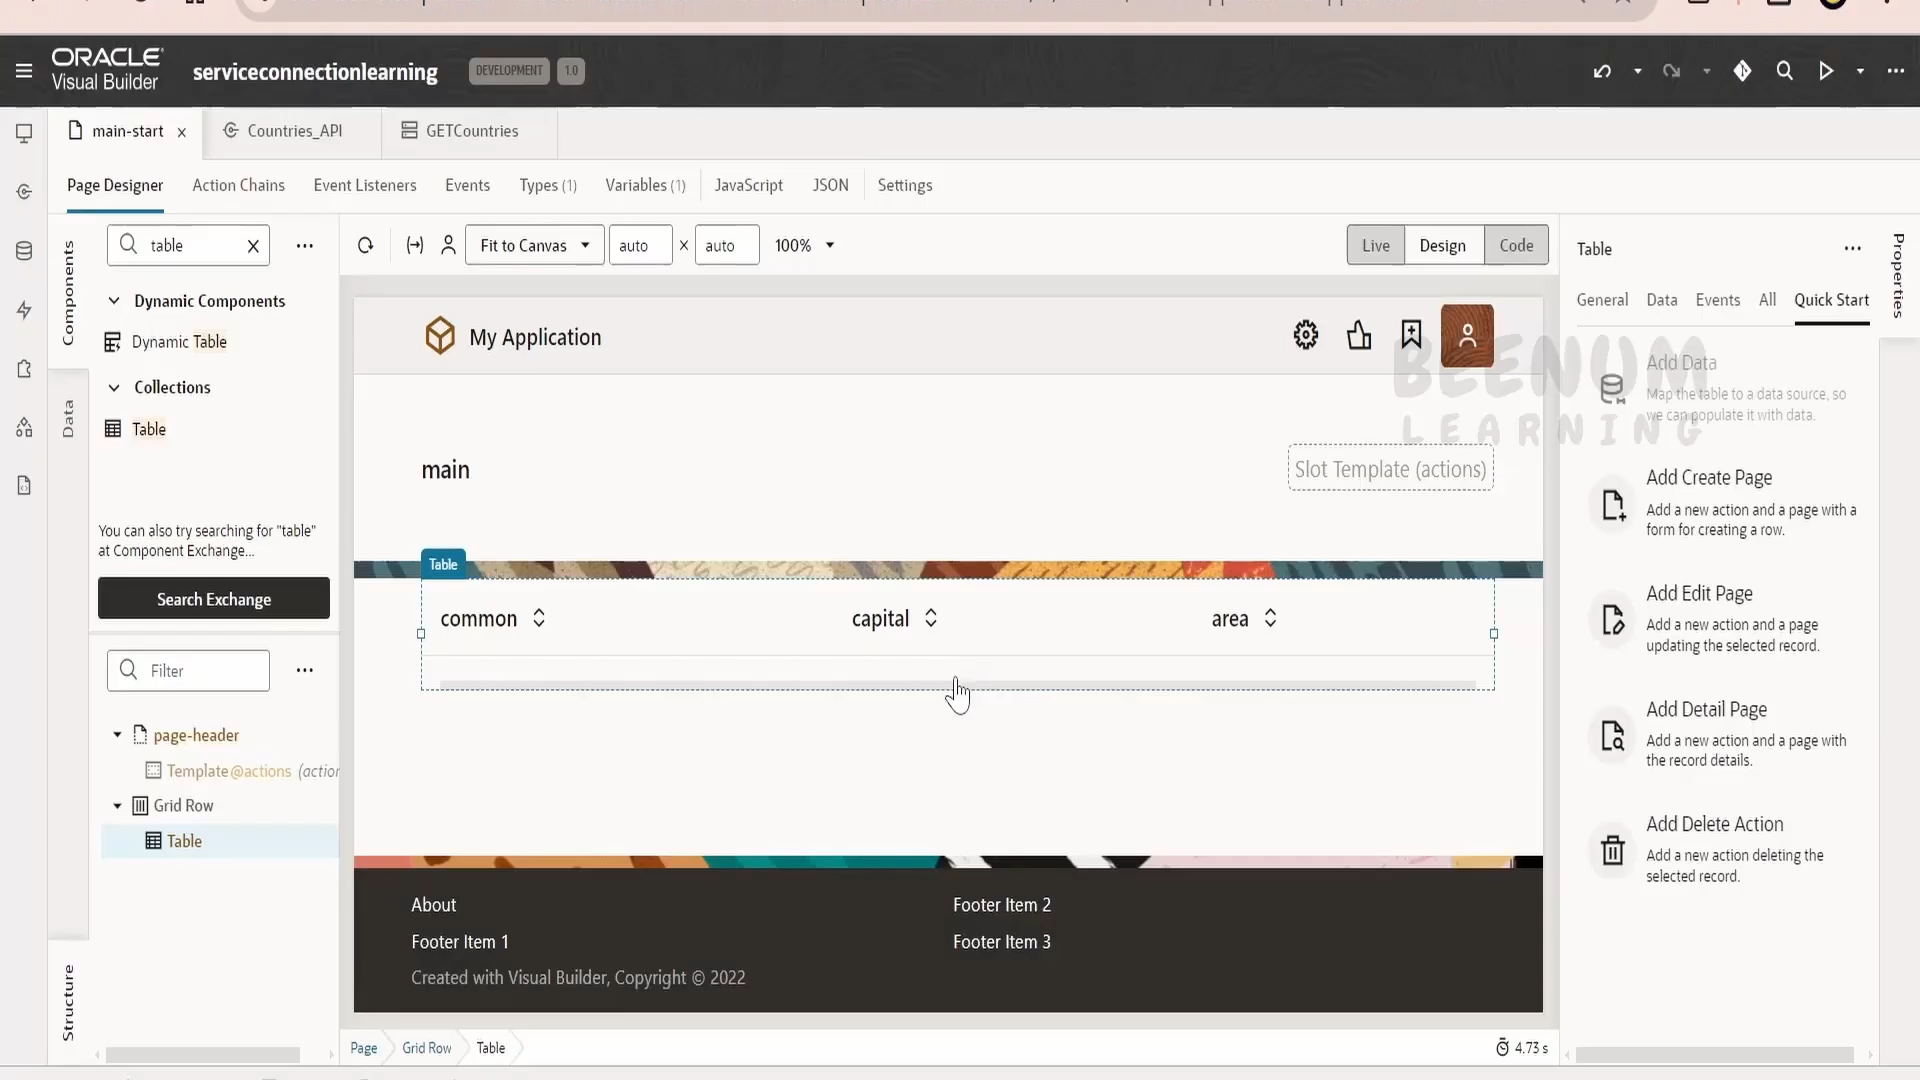 ORACLE
Visual Builder
serviceconnectionlearning
DEVELOPMENT
1.0
main-start
Countries_API
GETCountries
Page Designer
Action Chains
Event Listeners
Events
Types (1)
Variables (1)
JavaScript
JSON
Settings
Components
Data
Structure
table
Dynamic Components
Dynamic Table
Collections
Table
You can also try searching for "table"
at Component Exchange...
Search Exchange
Filter
page-header
Template@actions (action
Grid Row
Table
Fit to Canvas
auto
×
auto
100%
Live
Design
Code
My Application
main
Slot Template (actions)
Table
common
capital
area
About
Footer Item 2
Footer Item 1
Footer Item 3
Created with Visual Builder, Copyright © 2022
Page
Grid Row
Table
4.73 s
Table
General
Data
Events
All
Quick Start
Properties
BEENUM
LEARNING
Add Data
Map the table to a data source, so
we can populate it with data.
Add Create Page
Add a new action and a page with a
form for creating a row.
Add Edit Page
Add a new action and a page
updating the selected record.
Add Detail Page
Add a new action and a page with
the record details.
Add Delete Action
Add a new action deleting the
selected record.